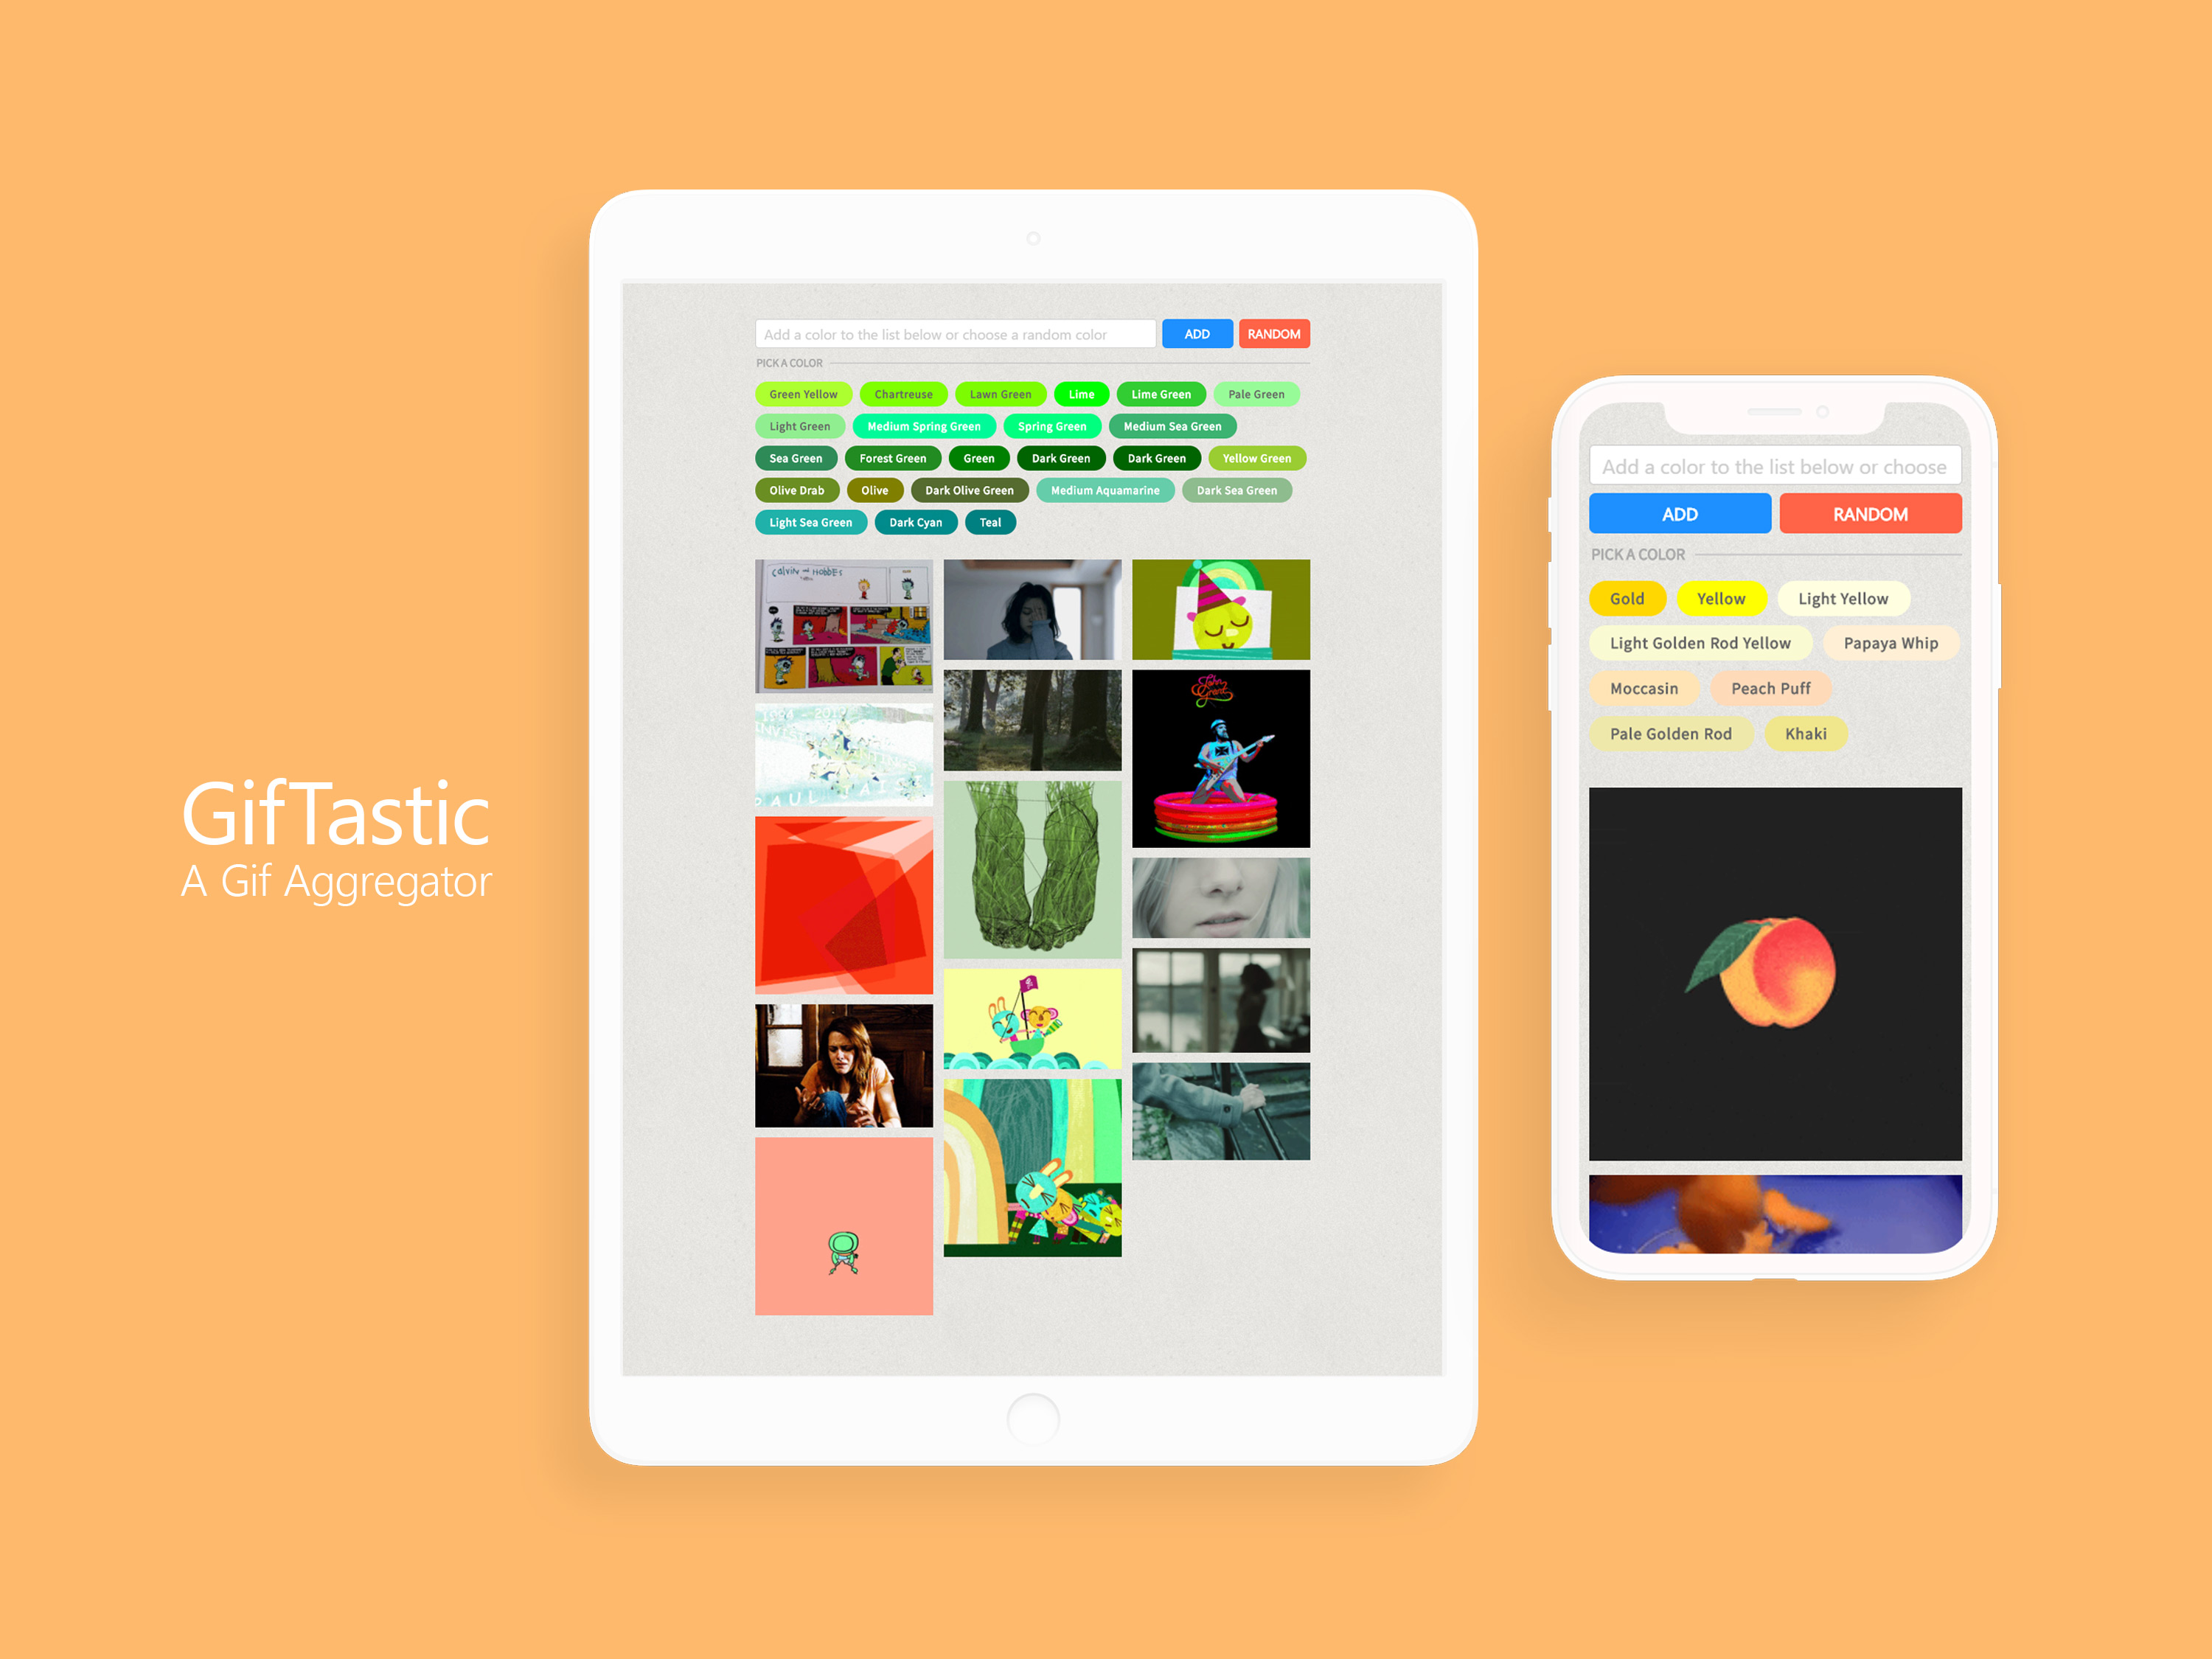 GifTastic
A Gif Aggregator
Add a color to the list below or choose a random color
ADD
RANDOM
PICK A COLOR
Green Yellow
Chartreuse
Lawn Green
Lime
Lime Green
Pale Green
Light Green
Medium Spring Green
Spring Green
Medium Sea Green
Sea Green
Forest Green
Green
Dark Green
Dark Green
Yellow Green
Olive Drab
Olive
Dark Olive Green
Medium Aquamarine
Dark Sea Green
Light Sea Green
Dark Cyan
Teal
Calvin and Hobbes
John
Grant
Add a color to the list below or choose
ADD
RANDOM
PICK A COLOR
Gold
Yellow
Light Yellow
Light Golden Rod Yellow
Papaya Whip
Moccasin
Peach Puff
Pale Golden Rod
Khaki